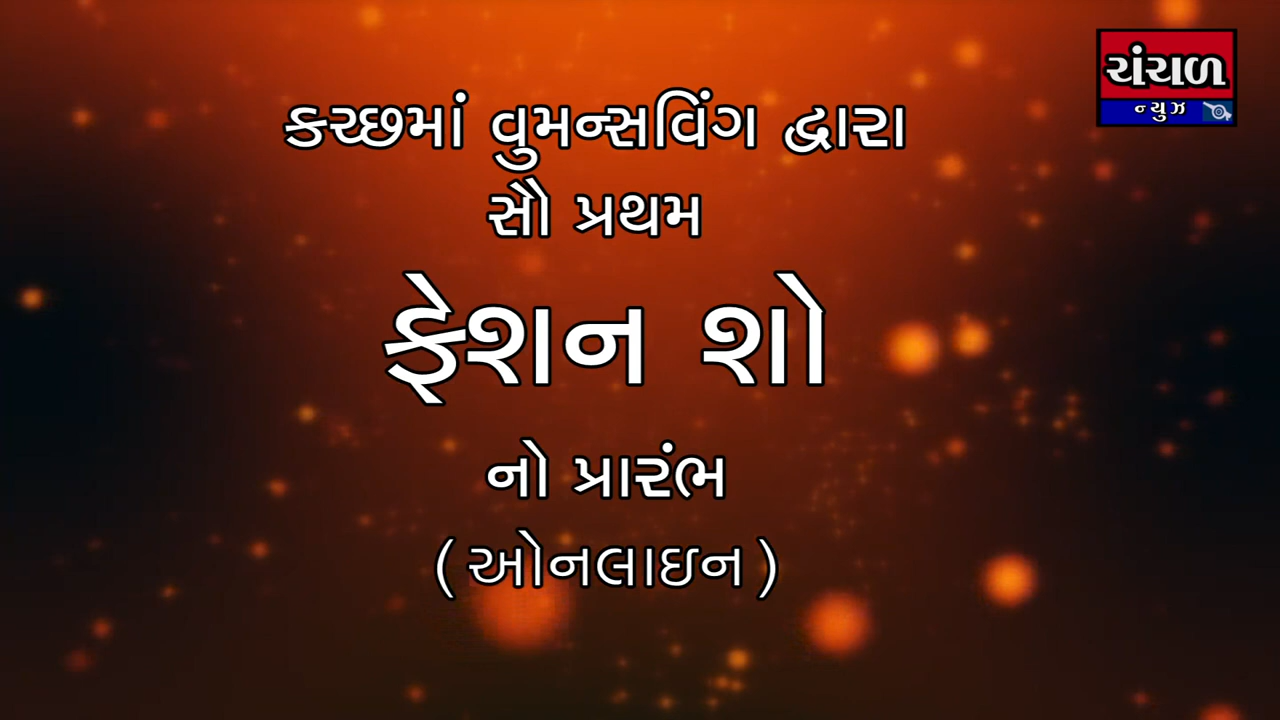 ચંચળ
ન્યુઝ
કચ્છમાં વુમન્સવિંગ દ્વારા
સૌ પ્રથમ
ફેશન શો
નો પ્રારંભ
(ઓનલાઇન)